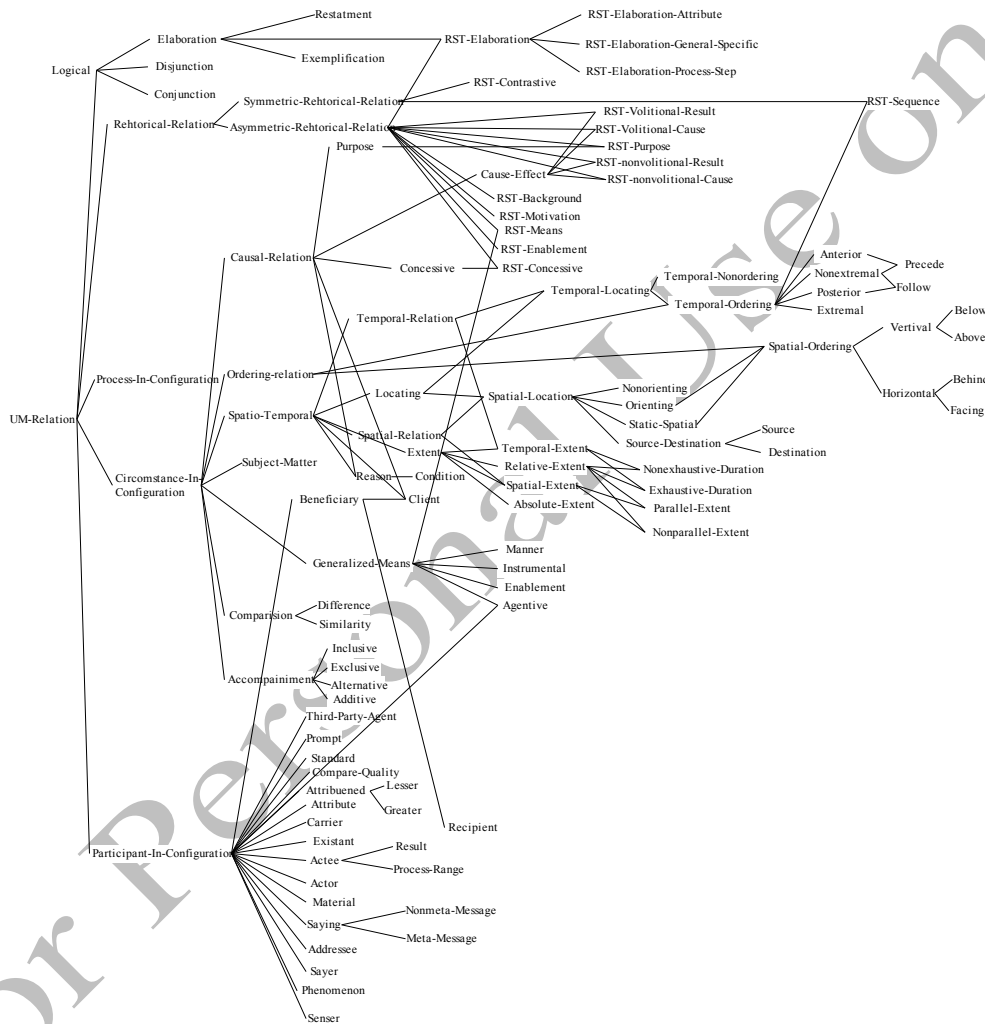 Restatment
RST-Elaboration-Attribute
Elaboration
RST-Elaboration
RST-Elaboration-General-Specific
Exemplification
Logical
Disjunction
RST-Elaboration-Process-Step
RST-Contrastive
Conjunction
Symmetric-Rehtorical-Relation
RST-Sequence
Rehtorical-Relation
Asymmetric-Rehtorical-Relation
RST-Volitional-Result
RST-Volitional-Cause
Purpose
RST-Purpose
RST-nonvolitional-Result
Cause-Effect
RST-nonvolitional-Cause
RST-Background
RST-Motivation
RST-Means
RST-Enablement
Causal-Relation
Concessive
RST-Concessive
Anterior
Precede
Nonextremal
Temporal-Nonordering
Follow
Temporal-Locating
Posterior
Temporal-Ordering
Extremal
Below
Temporal-Relation
Vertival
Above
Spatial-Ordering
Process-In-Configuration
Ordering-relation
Behind
Nonorienting
Locating
Spatial-Location
Horizontal
Orienting
Facing
UM-Relation
Spatio-Temporal
Static-Spatial
Source
Spatial-Relation
Source-Destination
Extent
Temporal-Extent
Destination
Subject-Matter
Relative-Extent
Nonexhaustive-Duration
Circumstance-In-
Configuration
Reason
Condition
Spatial-Extent
Exhaustive-Duration
Beneficiary
Client
Absolute-Extent
Parallel-Extent
Nonparallel-Extent
Manner
Generalized-Means
Instrumental
Enablement
Agentive
Difference
Comparision
Similarity
Inclusive
Exclusive
Accompainiment
Alternative
Additive
Third-Party-Agent
Prompt
Standard
Compare-Quality
Attribuened
Lesser
Attribute
Greater
Carrier
Recipient
Existant
Result
Participant-In-Configuration
Actee
Process-Range
Actor
Material
Nonmeta-Message
Saying
Meta-Message
Addressee
Sayer
Phenomenon
Senser
or Personal Use on